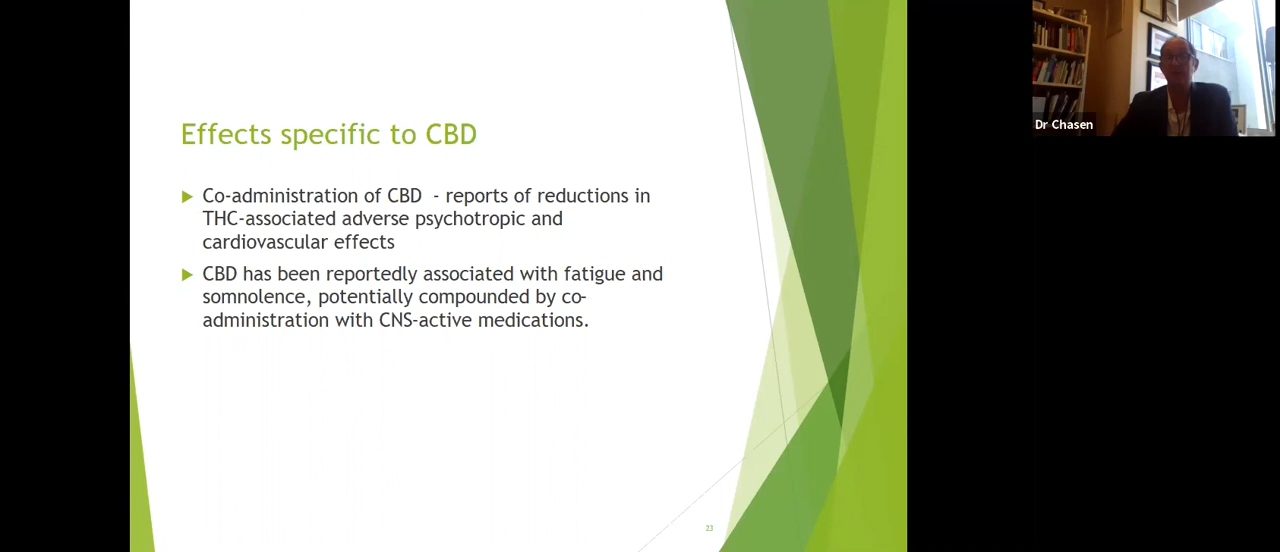 Effects specific to CBD
Co-administration of CBD - reports of reductions in
THC-associated adverse psychotropic and
cardiovascular effects
CBD has been reportedly associated with fatigue and
somnolence, potentially compounded by co-
administration with CNS-active medications.
23
Dr Chasen